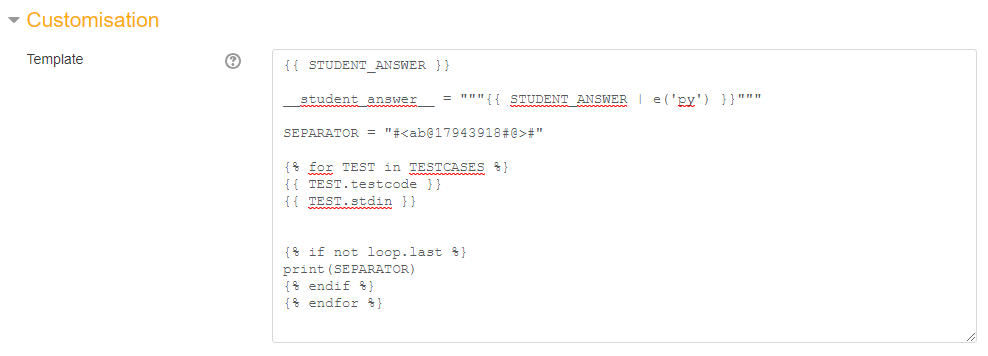 Customisation
Template
{{ STUDENT_ANSWER }}
__student_answer__ = """{{ STUDENT_ANSWER | e('py') }}"""
SEPARATOR = "#<ab@17943918#@>#"
{% for TEST in TESTCASES %}
{{ TEST.testcode }}
{{ TEST.stdin }}
{% if not loop.last %}
print(SEPARATOR)
{% endif %}
{% endfor %}